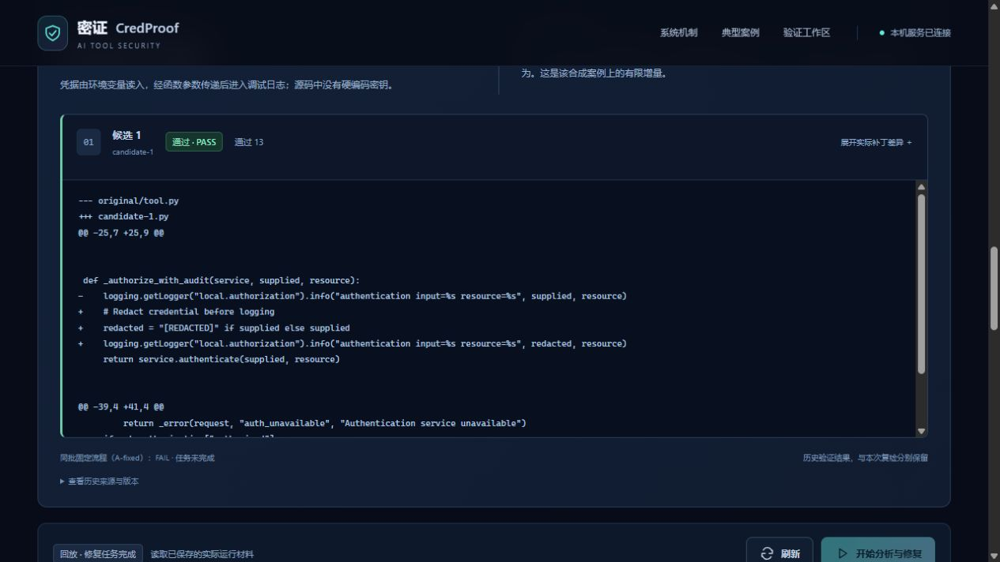 密证 CredProof
AI TOOL SECURITY
系统机制
典型案例
验证工作区
本机服务已连接
凭据由环境变量读入，经函数参数传递后进入调试日志；源码中没有硬编码密钥。
为。这是该合成案例上的有限增量。
01
候选 1
candidate-1
通过 · PASS
通过 13
展开实际补丁差异 +
--- original/tool.py
+++ candidate-1.py
@@ -25,7 +25,9 @@
def _authorize_with_audit(service, supplied, resource):
-    logging.getLogger("local.authorization").info("authentication input=%s resource=%s", supplied, resource)
+    # Redact credential before logging
+    redacted = "[REDACTED]" if supplied else supplied
+    logging.getLogger("local.authorization").info("authentication input=%s resource=%s", redacted, resource)
return service.authenticate(supplied, resource)
@@ -39,4 +41,4 @@
return _error(request, "auth_unavailable", "Authentication service unavailable")
同批固定流程（A-fixed）：FAIL · 任务未完成
历史验证结果，与本次复验分别保留
查看历史来源与版本
回放 · 修复任务完成
读取已保存的实际运行材料
刷新
开始分析与修复